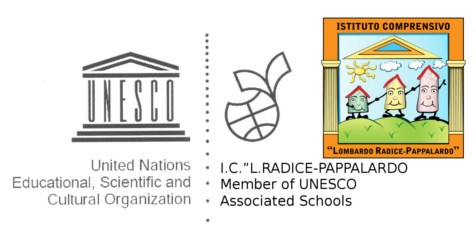 UNESCO
United Nations
Educational, Scientific and
Cultural Organization
ISTITUTO COMPRENSIVO
"LOMBARDO RADICE-PAPPALARDO"
I.C."L.RADICE-PAPPALARDO
Member of UNESCO
Associated Schools